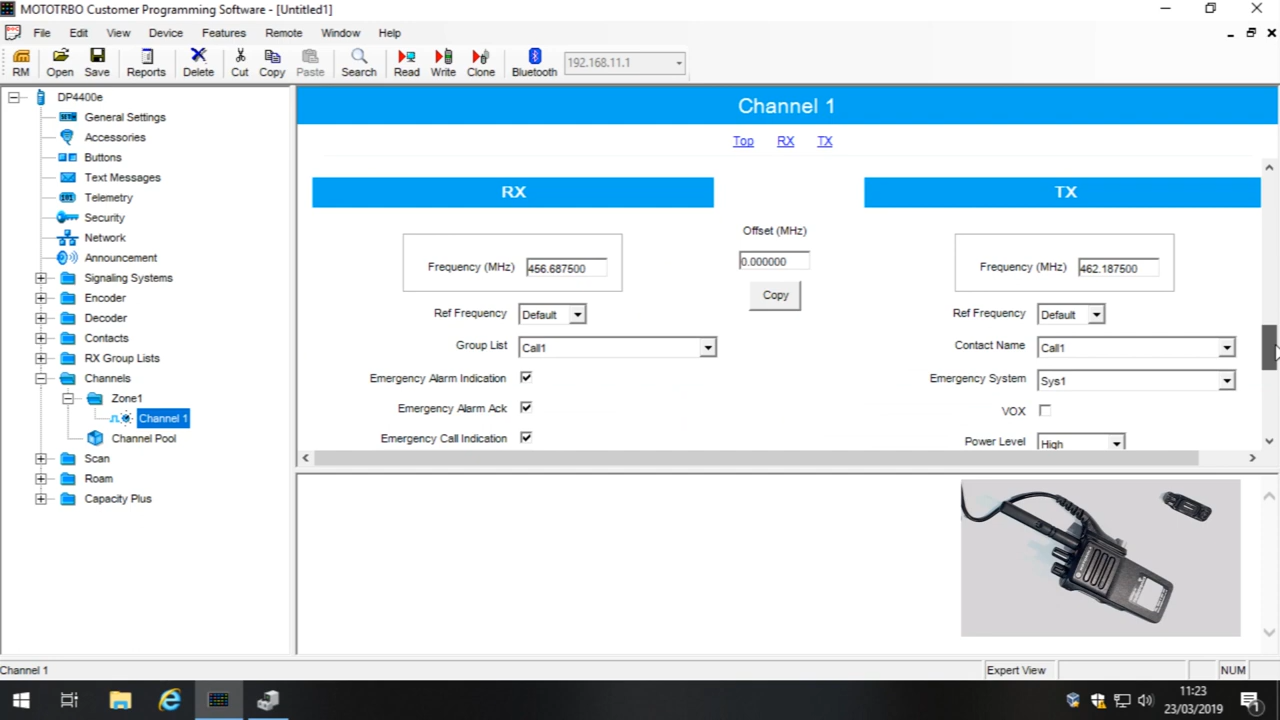 MOTOTRBO Customer Programming Software - [Untitled1]
File Edit View Device Features Remote Window Help
RM Open Save Reports Delete Cut Copy Paste Search Read Write Clone Bluetooth 192.168.11.1
DP4400e
General Settings
Accessories
Buttons
Text Messages
Telemetry
Security
Network
Announcement
Signaling Systems
Encoder
Decoder
Contacts
RX Group Lists
Channels
Zone1
Channel 1
Channel Pool
Scan
Roam
Capacity Plus
Channel 1
Top RX TX
RX
Frequency (MHz) 456.687500
Ref Frequency Default
Group List Call1
Emergency Alarm Indication
Emergency Alarm Ack
Emergency Call Indication
Offset (MHz)
0.000000
Copy
TX
Frequency (MHz) 462.187500
Ref Frequency Default
Contact Name Call1
Emergency System Sys1
VOX
Power Level High
Channel 1
Expert View
NUM
11:23
23/03/2019